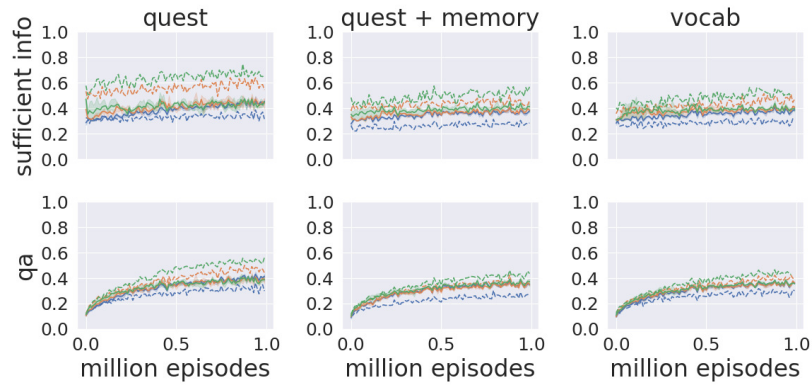 quest quest + memory vocab
sufficient info
1.0 1.0 1.0
0.8 0.8 0.8
0.6 0.6 0.6
0.4 0.4 0.4
0.2 0.2 0.2
0.0 0.0 0.0
qa
1.0 1.0 1.0
0.8 0.8 0.8
0.6 0.6 0.6
0.4 0.4 0.4
0.2 0.2 0.2
0.0 0.0 0.0
0.0 0.5 1.0 0.0 0.5 1.0 0.0 0.5 1.0
million episodes million episodes million episodes